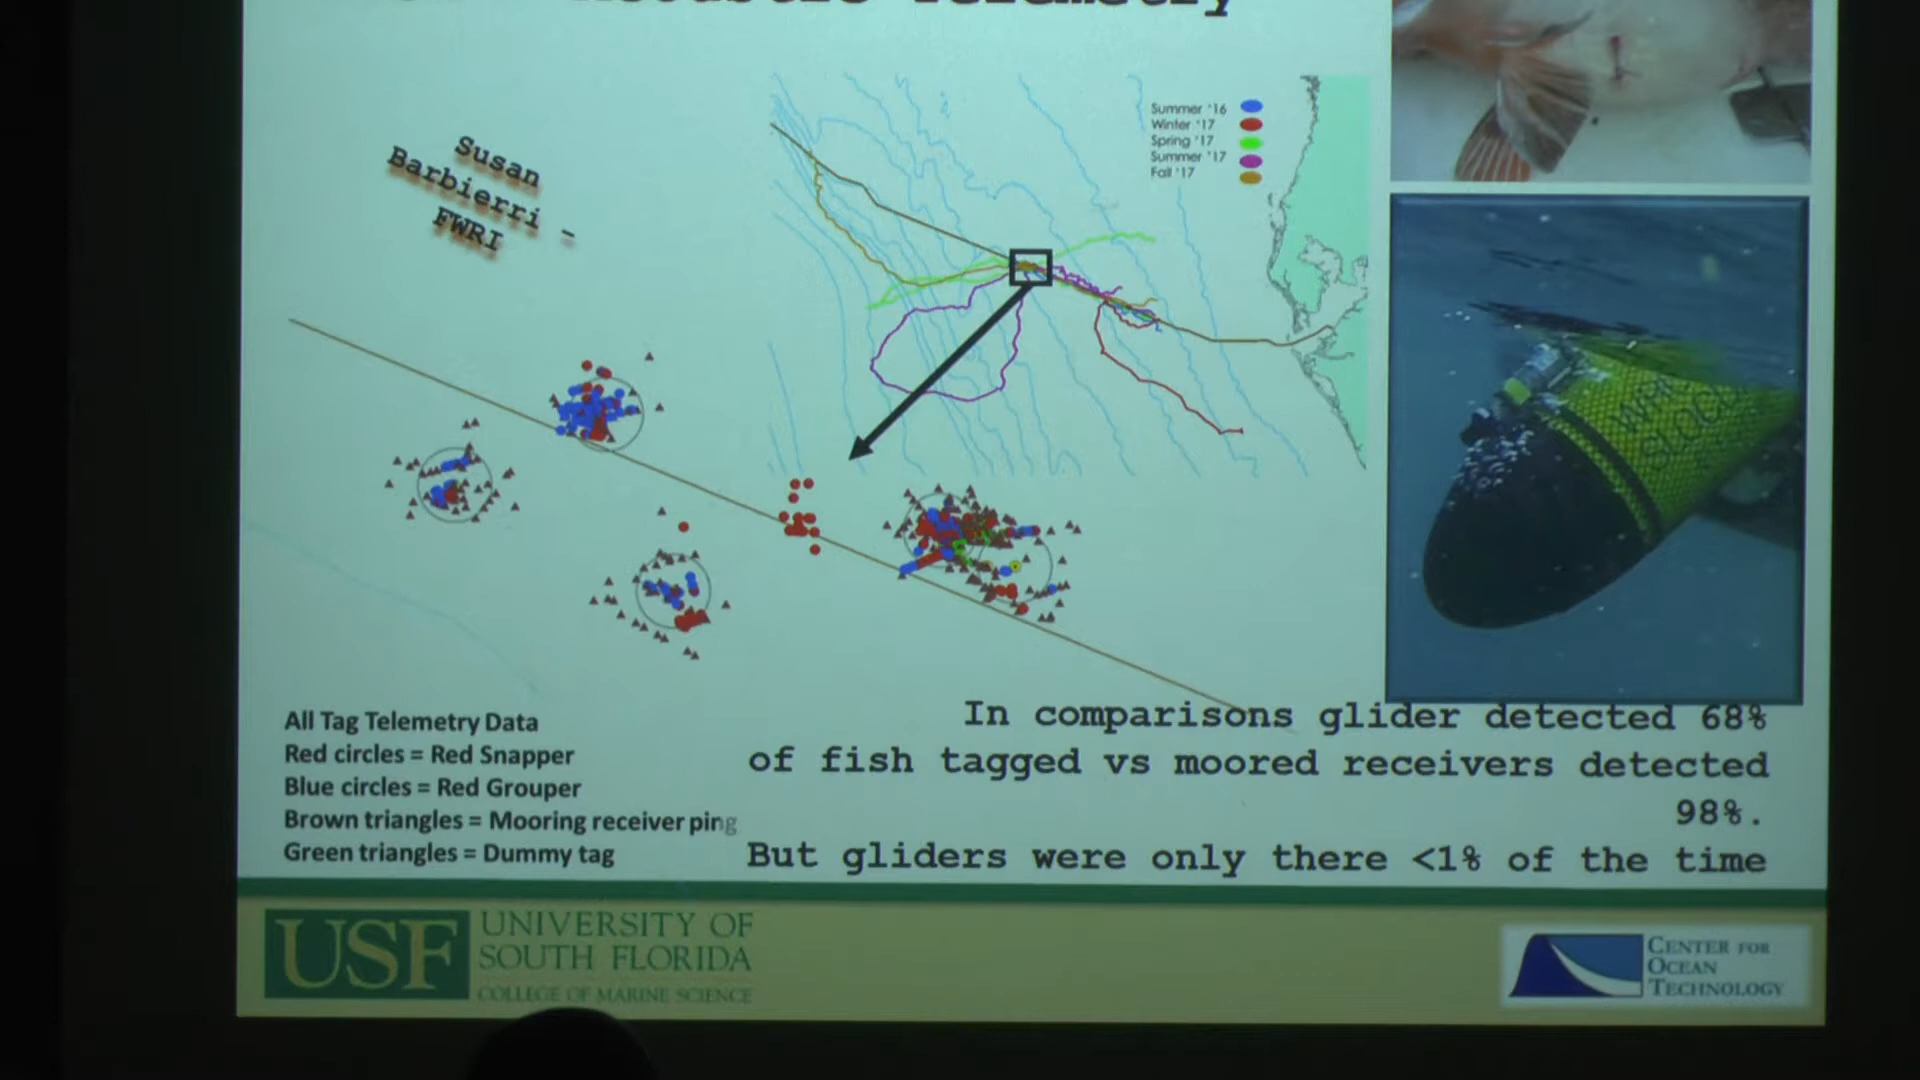 Acoustic Telemetry
Susan
Barbierri -
FWRI
Summer '16
Winter '17
Spring '17
Summer '17
Fall '17
All Tag Telemetry Data
Red circles = Red Snapper
Blue circles = Red Grouper
Brown triangles = Mooring receiver ping
Green triangles = Dummy tag
In comparisons glider detected 68%
of fish tagged vs moored receivers detected
98%.
But gliders were only there <1% of the time
USF
UNIVERSITY OF
SOUTH FLORIDA
COLLEGE OF MARINE SCIENCE
CENTER FOR
OCEAN
TECHNOLOGY